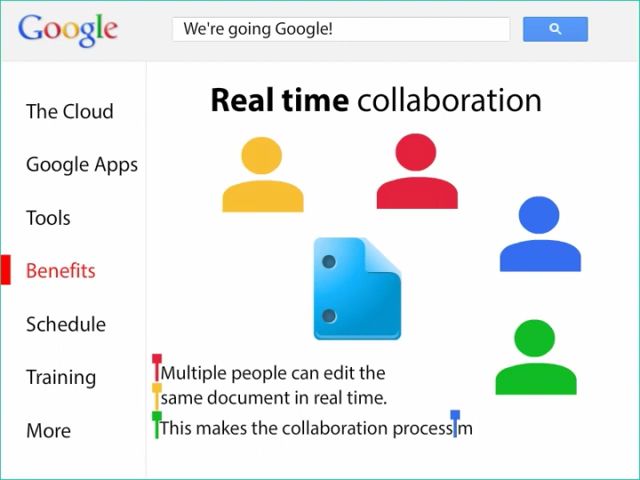 Google
We're going Google!
Real time collaboration
The Cloud
Google Apps
Tools
Benefits
Schedule
Training
More
Multiple people can edit the
same document in real time.
This makes the collaboration process m